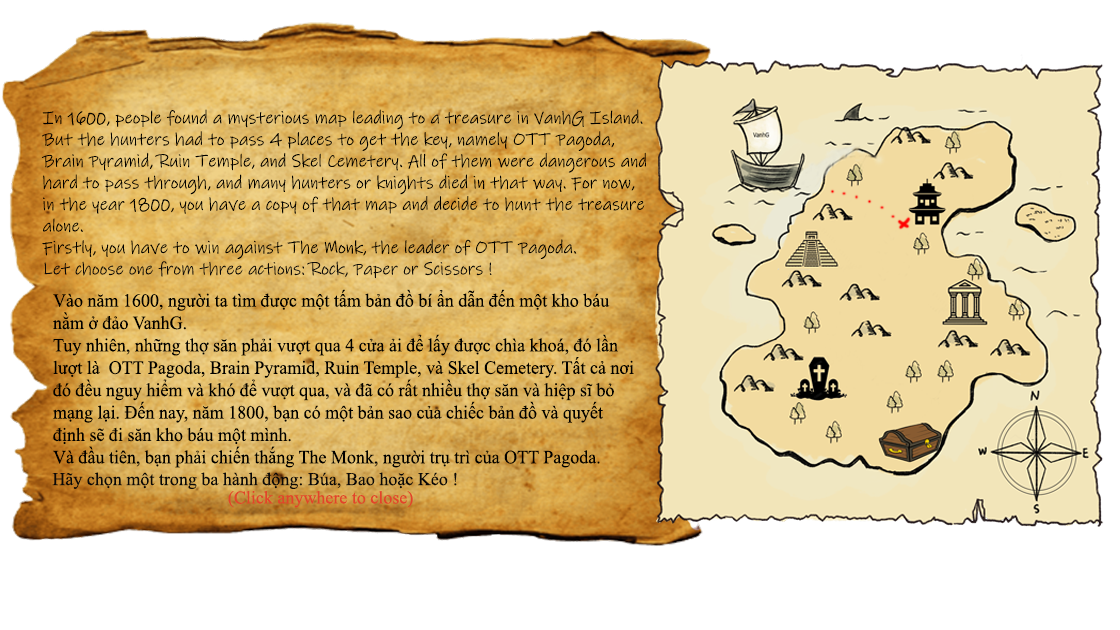 In 1600, people found a mysterious map leading to a treasure in VanhG Island.
But the hunters had to pass 4 places to get the key, namely OTT Pagoda,
Brain Pyramid, Ruin Temple, and Skel Cemetery. All of them were dangerous and
hard to pass through, and many hunters or knights died in that way. For now,
in the year 1800, you have a copy of that map and decide to hunt the treasure
alone.
Firstly, you have to win against The Monk, the leader of OTT Pagoda.
Let choose one from three actions: Rock, Paper or Scissors !
Vào năm 1600, người ta tìm được một tấm bản đồ bí ẩn dẫn đến một kho báu
nằm ở đảo VanhG.
Tuy nhiên, những thợ săn phải vượt qua 4 cửa ải để lấy được chìa khoá, đó lần
lượt là OTT Pagoda, Brain Pyramid, Ruin Temple, và Skel Cemetery. Tất cả nơi
đó đều nguy hiểm và khó để vượt qua, và đã có rất nhiều thợ săn và hiệp sĩ bỏ
mạng lại. Đến nay, năm 1800, bạn có một bản sao của chiếc bản đồ và quyết
định sẽ đi săn kho báu một mình.
Và đầu tiên, bạn phải chiến thắng The Monk, người trụ trì của OTT Pagoda.
Hãy chọn một trong ba hành động: Búa, Bao hoặc Kéo !
(Click anywhere to close)
VanhG
N
W
E
S